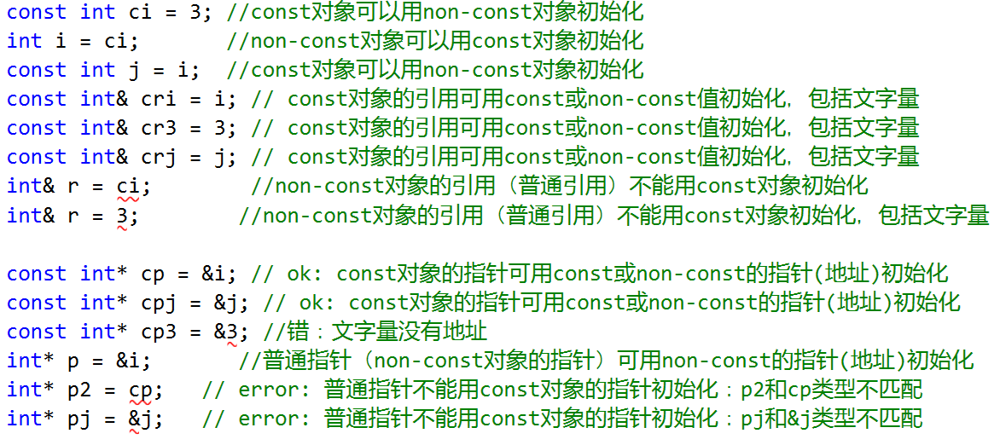 const int ci = 3; //const对象可以用non-const对象初始化
int i = ci;       //non-const对象可以用const对象初始化
const int j = i;  //const对象可以用non-const对象初始化
const int& cri = i; // const对象的引用可用const或non-const值初始化，包括文字量
const int& cr3 = 3; // const对象的引用可用const或non-const值初始化，包括文字量
const int& crj = j; // const对象的引用可用const或non-const值初始化，包括文字量
int& r = ci;        //non-const对象的引用（普通引用）不能用const对象初始化
int& r = 3;        //non-const对象的引用（普通引用）不能用const对象初始化，包括文字量
const int* cp = &i; // ok: const对象的指针可用const或non-const的指针(地址)初始化
const int* cpj = &j; // ok: const对象的指针可用const或non-const的指针(地址)初始化
const int* cp3 = &3; //错：文字量没有地址
int* p = &i;       //普通指针（non-const对象的指针）可用non-const的指针(地址)初始化
int* p2 = cp;   // error: 普通指针不能用const对象的指针初始化：p2和cp类型不匹配
int* pj = &j;   // error: 普通指针不能用const对象的指针初始化：pj和&j类型不匹配